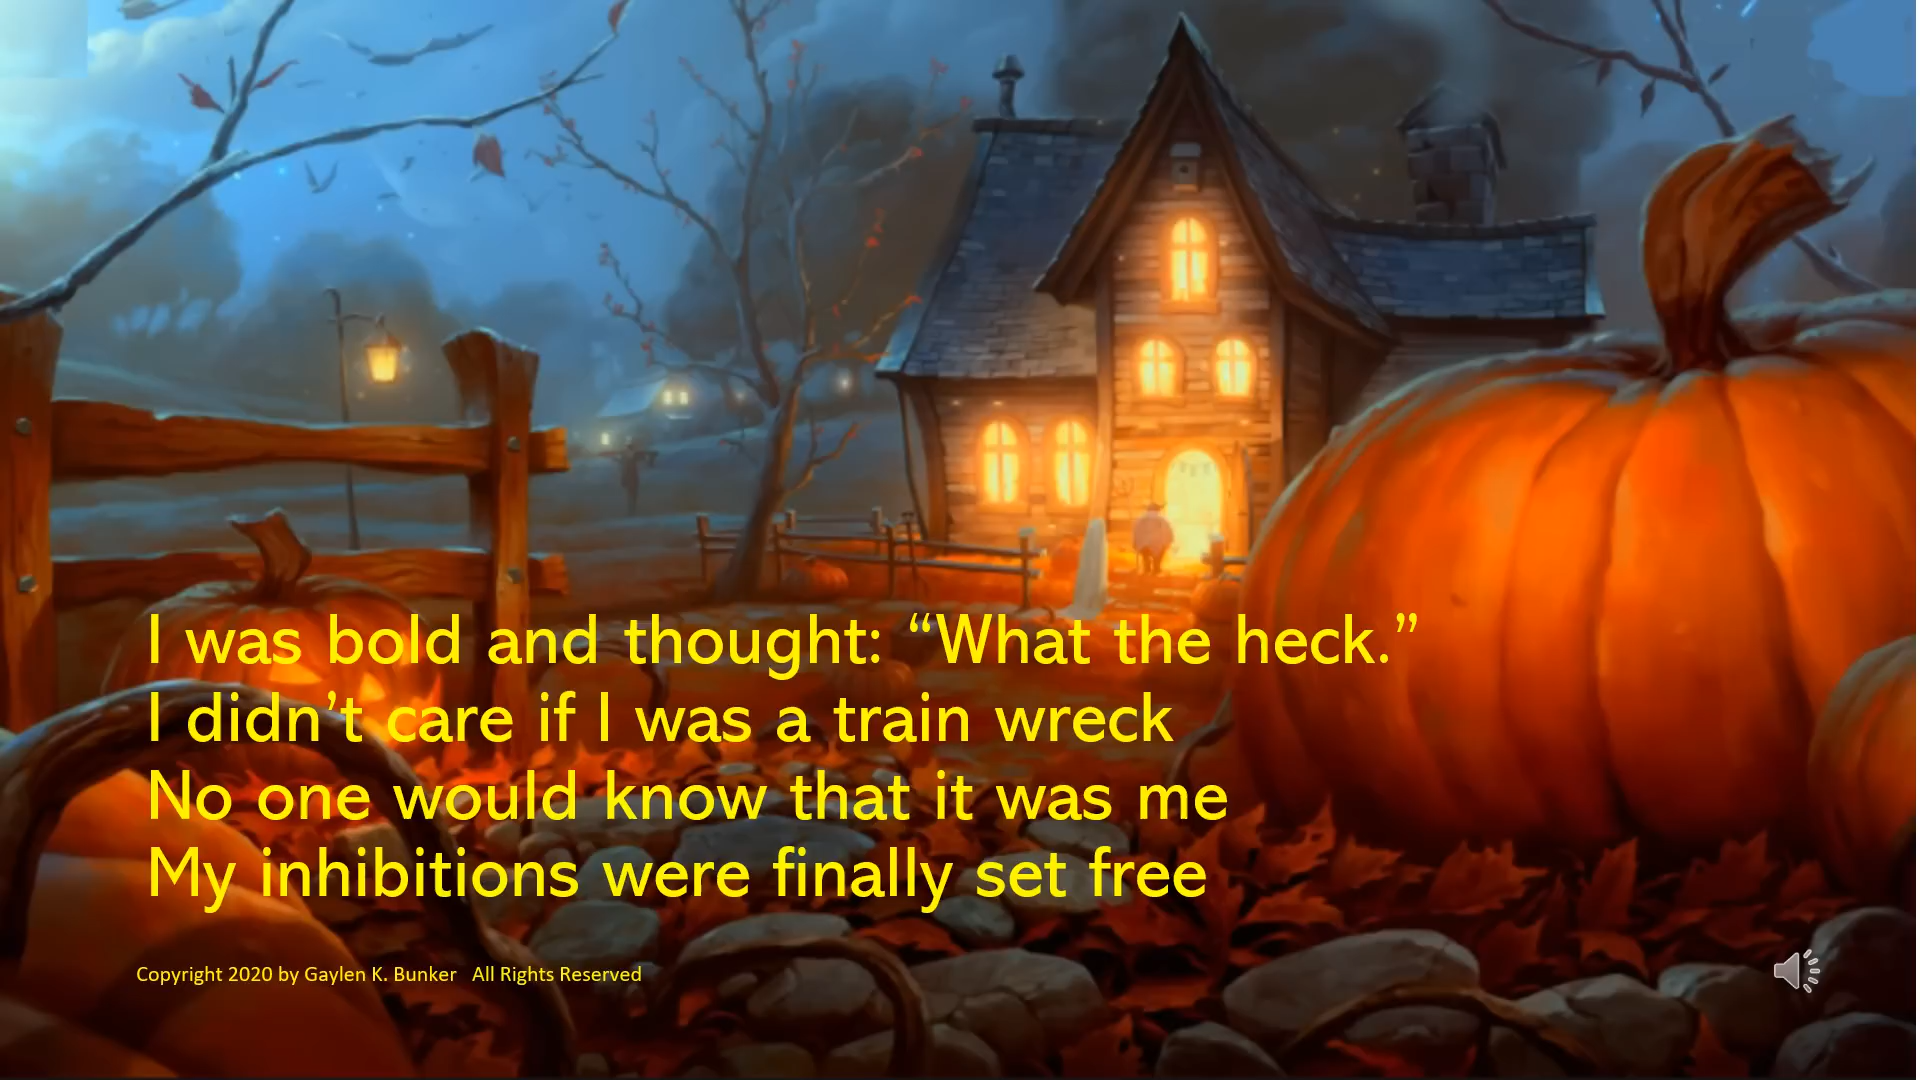 I was bold and thought: “What the heck.”
I didn’t care if I was a train wreck
No one would know that it was me
My inhibitions were finally set free
Copyright 2020 by Gaylen K. Bunker   All Rights Reserved